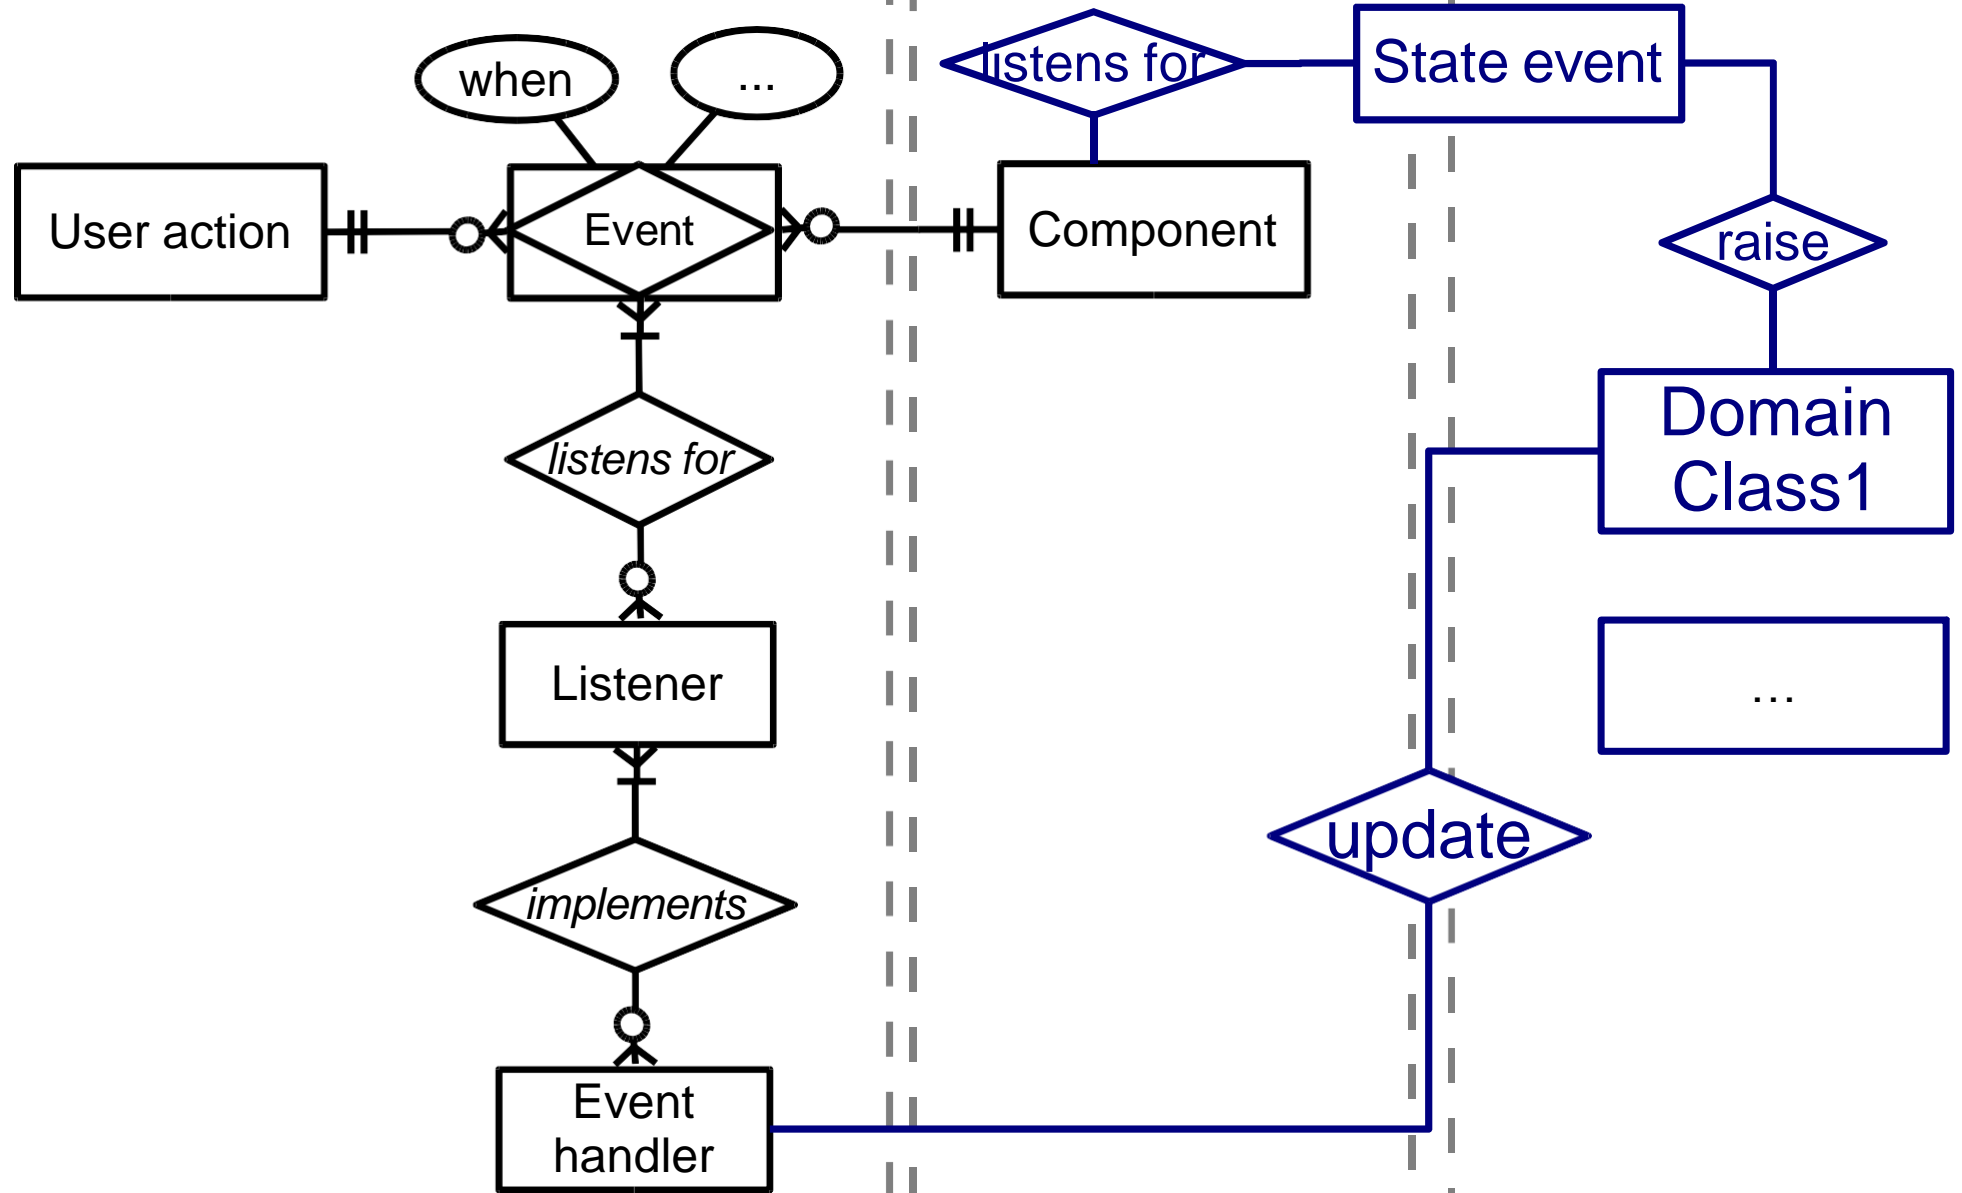 listens for
State event
when
...
User action
Event
Component
raise
Domain
Class1
listens for
Listener
...
update
implements
Event
handler